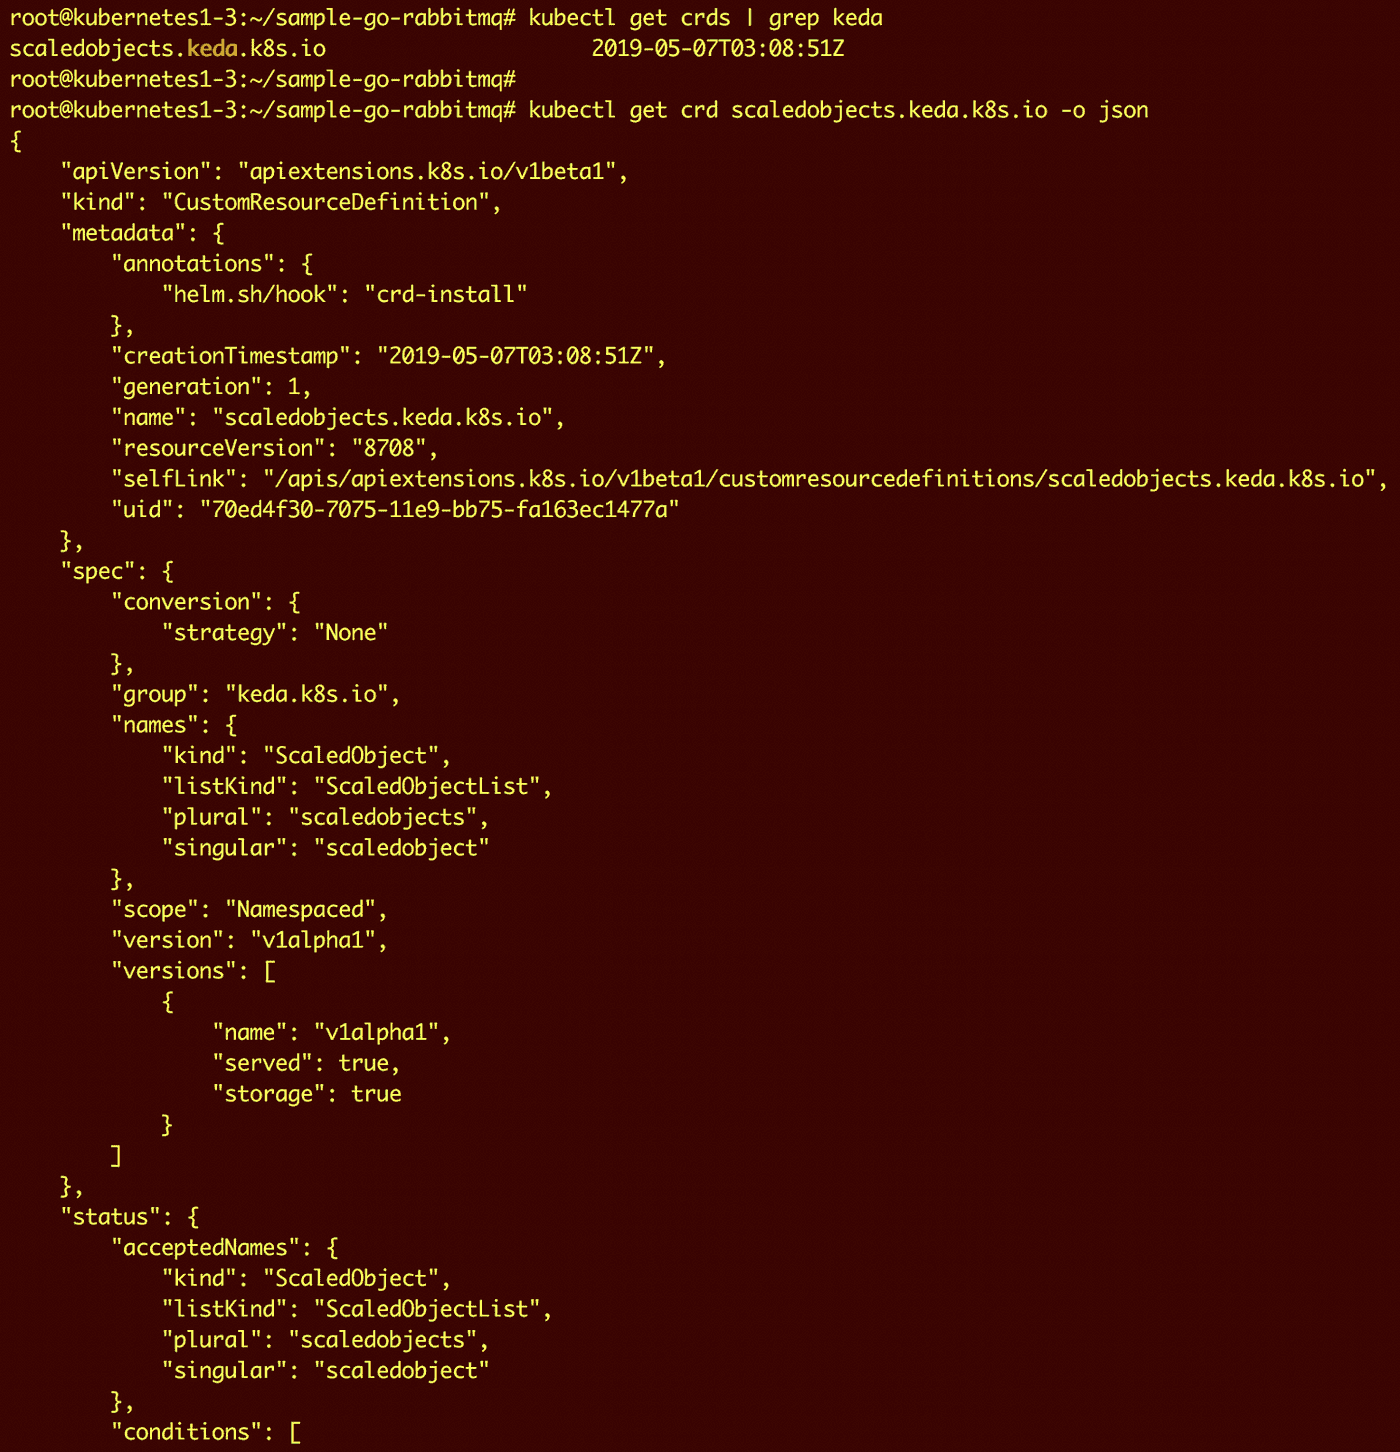 root@kubernetes1-3:~/sample-go-rabbitmq# kubectl get crds | grep keda
scaledobjects.keda.k8s.io                     2019-05-07T03:08:51Z
root@kubernetes1-3:~/sample-go-rabbitmq#
root@kubernetes1-3:~/sample-go-rabbitmq# kubectl get crd scaledobjects.keda.k8s.io -o json
{
    "apiVersion": "apiextensions.k8s.io/v1beta1",
    "kind": "CustomResourceDefinition",
    "metadata": {
        "annotations": {
            "helm.sh/hook": "crd-install"
        },
        "creationTimestamp": "2019-05-07T03:08:51Z",
        "generation": 1,
        "name": "scaledobjects.keda.k8s.io",
        "resourceVersion": "8708",
        "selfLink": "/apis/apiextensions.k8s.io/v1beta1/customresourcedefinitions/scaledobjects.keda.k8s.io",
        "uid": "70ed4f30-7075-11e9-bb75-fa163ec1477a"
    },
    "spec": {
        "conversion": {
            "strategy": "None"
        },
        "group": "keda.k8s.io",
        "names": {
            "kind": "ScaledObject",
            "listKind": "ScaledObjectList",
            "plural": "scaledobjects",
            "singular": "scaledobject"
        },
        "scope": "Namespaced",
        "version": "v1alpha1",
        "versions": [
            {
                "name": "v1alpha1",
                "served": true,
                "storage": true
            }
        ]
    },
    "status": {
        "acceptedNames": {
            "kind": "ScaledObject",
            "listKind": "ScaledObjectList",
            "plural": "scaledobjects",
            "singular": "scaledobject"
        },
        "conditions": [